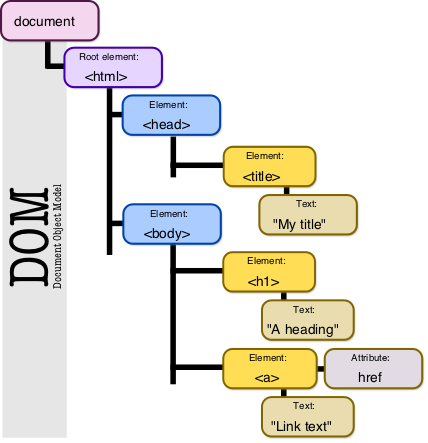 document
Root element:
<html>
Element:
<head>
Element:
<title>
Text:
"My title"
Element:
<body>
Element:
<h1>
Text:
"A heading"
Element:
<a>
Attribute:
href
Text:
"Link text"
DOM
Document Object Model